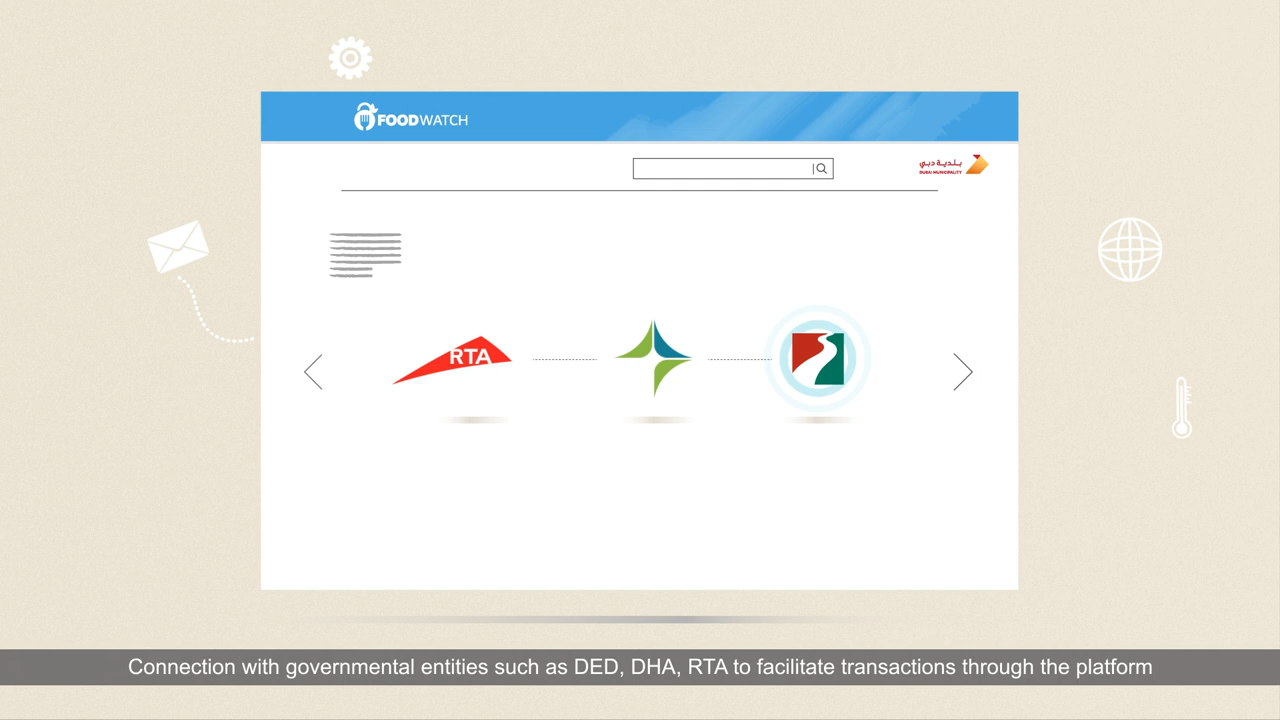 FOODWATCH
بلدية دبي
DUBAI MUNICIPALITY
RTA
Connection with governmental entities such as DED, DHA, RTA to facilitate transactions through the platform